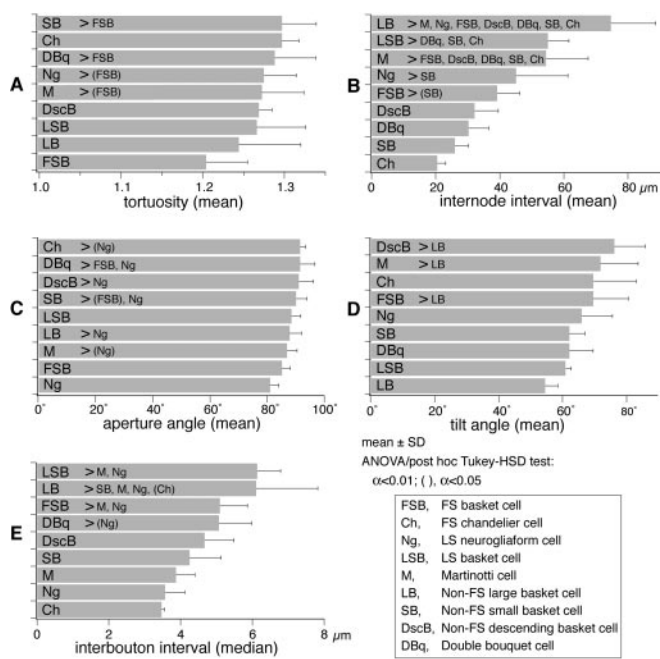 A
SB > FSB
Ch
DBq > FSB
Ng > (FSB)
M > (FSB)
DscB
LSB
LB
FSB
1.0 1.1 1.2 1.3
tortuosity (mean)
B
LB > M, Ng, FSB, DscB, DBq, SB, Ch
LSB > DBq, SB, Ch
M > FSB, DscB, DBq, SB, Ch
Ng > SB
FSB > (SB)
DscB
DBq
SB
Ch
0 20 40 60 80 μm
internode interval (mean)
C
Ch > (Ng)
DBq > FSB, Ng
DscB > Ng
SB > (FSB), Ng
LSB
LB > Ng
M > (Ng)
FSB
Ng
0° 20° 40° 60° 80° 100°
aperture angle (mean)
D
DscB > LB
M > LB
Ch
FSB > LB
Ng
SB
DBq
LSB
LB
0° 20° 40° 60° 80°
tilt angle (mean)
E
LSB > M, Ng
LB > SB, M, Ng, (Ch)
FSB > M, Ng
DBq > (Ng)
DscB
SB
M
Ng
Ch
0 2 4 6 8 μm
interbouton interval (median)
mean ± SD
ANOVA/post hoc Tukey-HSD test:
α<0.01; ( ), α<0.05
FSB, FS basket cell
Ch, FS chandelier cell
Ng, LS neurogliaform cell
LSB, LS basket cell
M, Martinotti cell
LB, Non-FS large basket cell
SB, Non-FS small basket cell
DscB, Non-FS descending basket cell
DBq, Double bouquet cell